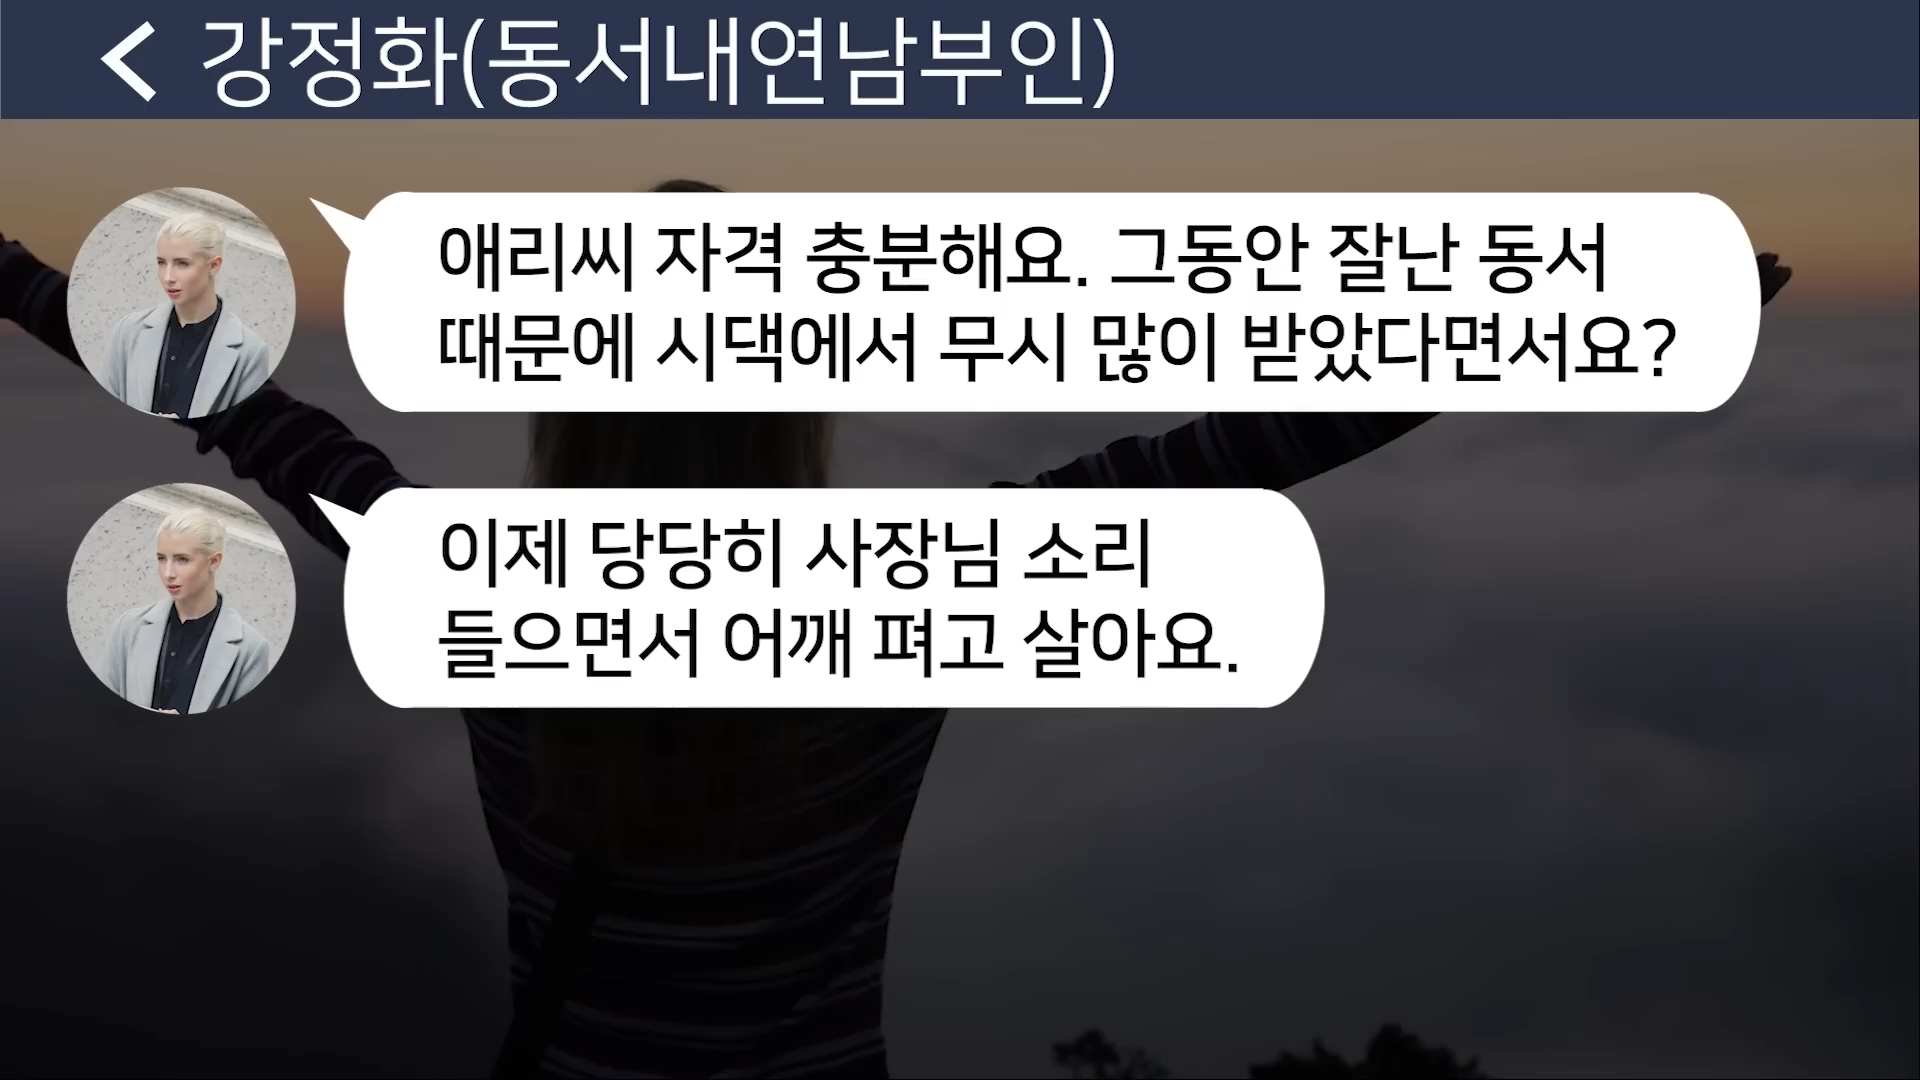 강정화(동서내연남부인)
애리씨 자격 충분해요. 그동안 잘난 동서
때문에 시댁에서 무시 많이 받았다면서요?
이제 당당히 사장님 소리
들으면서 어깨 펴고 살아요.